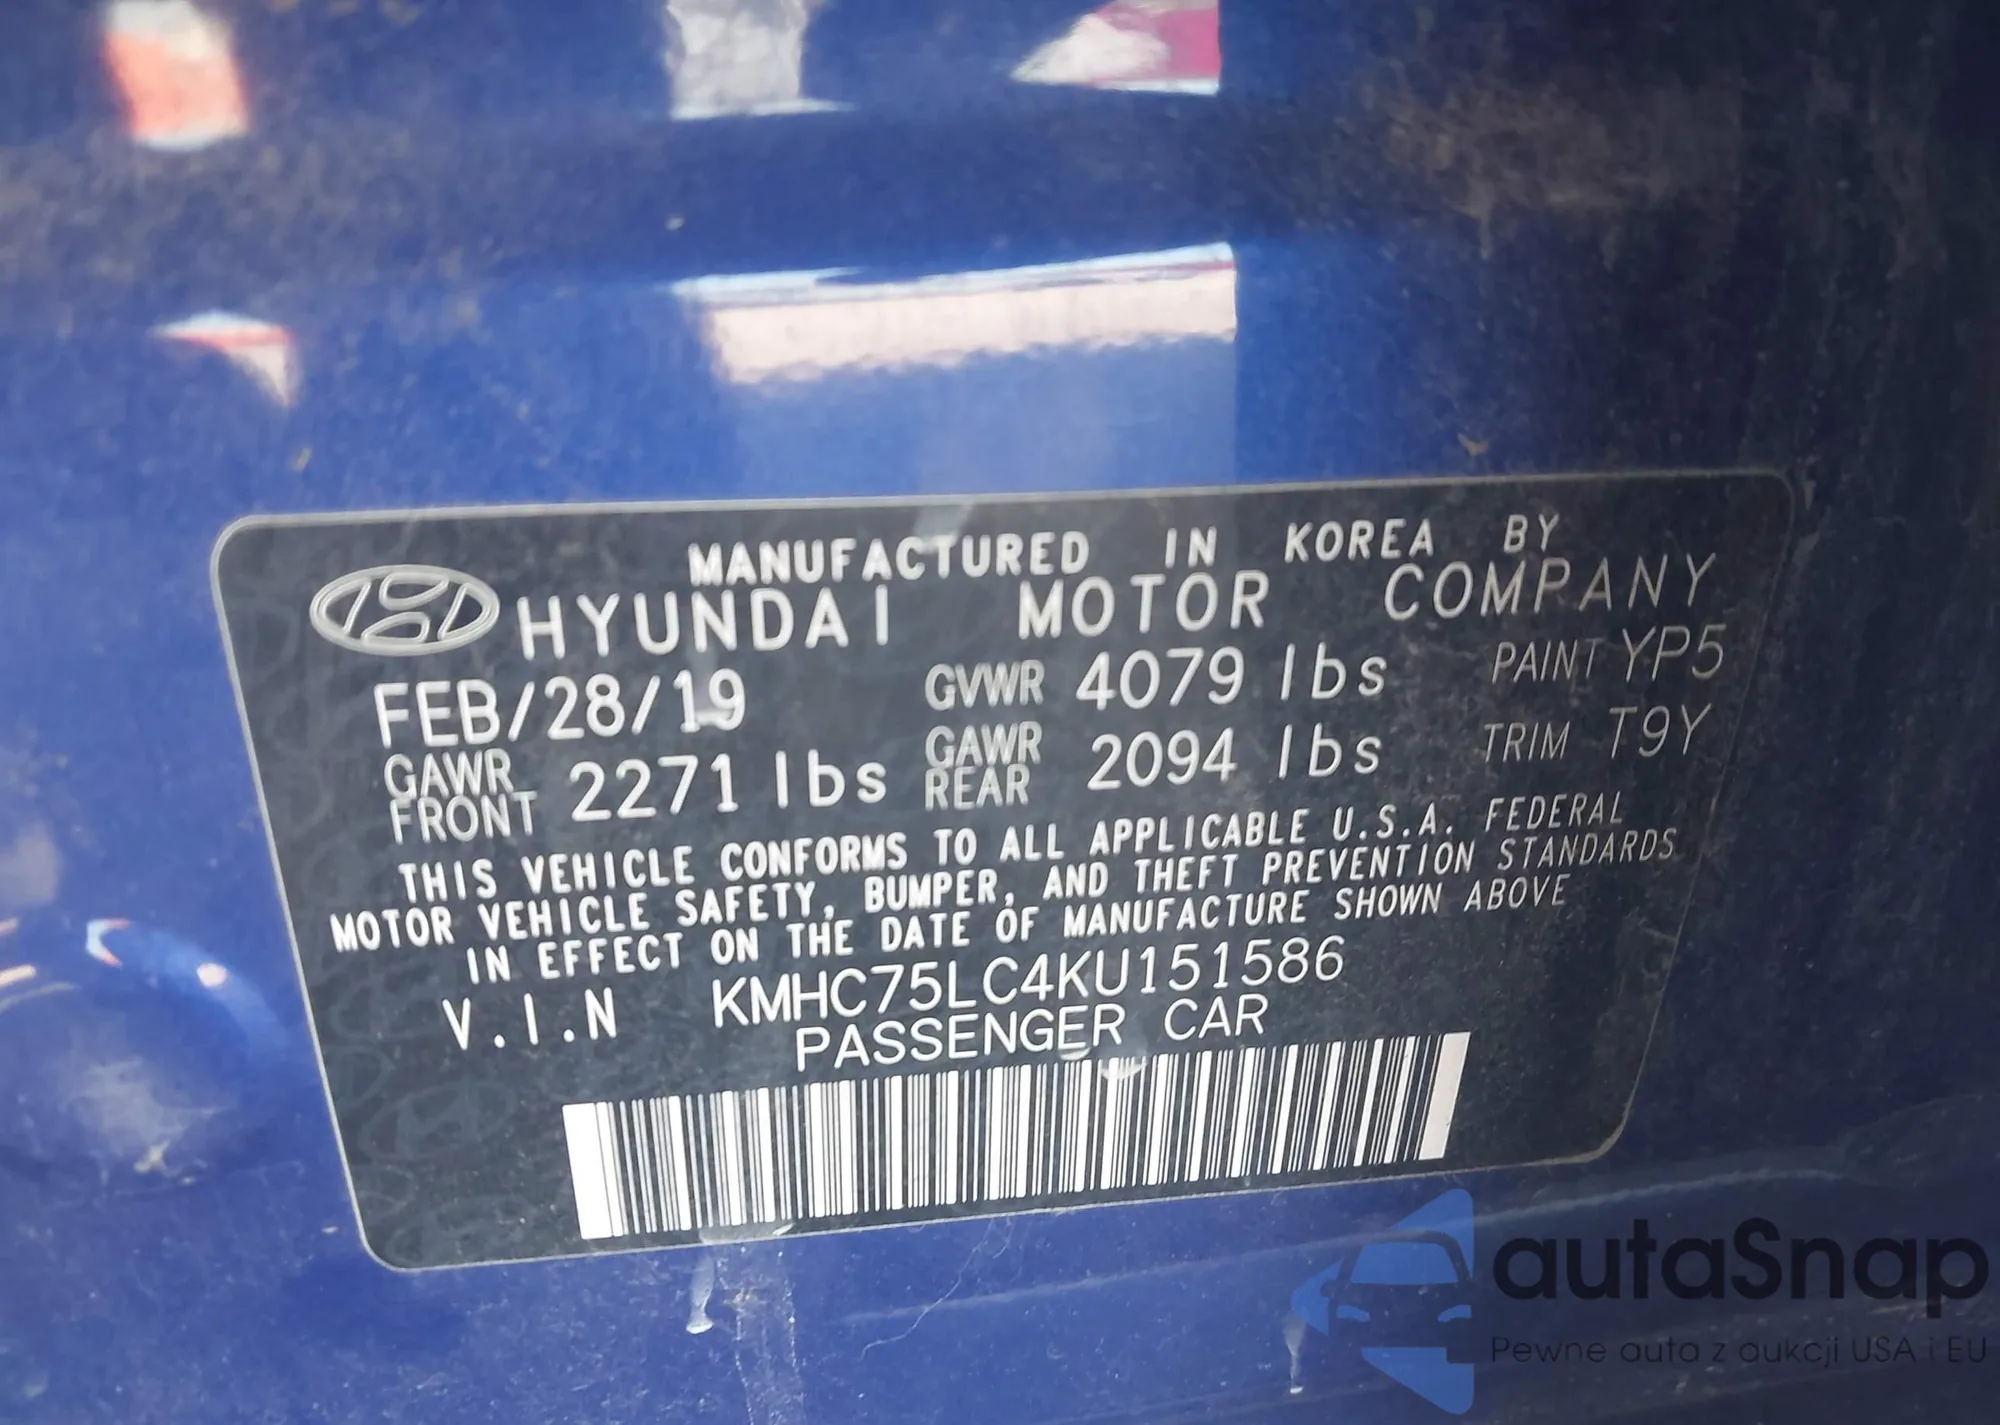 MANUFACTURED IN KOREA BY
HYUNDAI MOTOR COMPANY
FEB/28/19 GVWR 4079 lbs PAINT YP5
GAWR FRONT 2271 lbs GAWR REAR 2094 lbs TRIM T9Y
THIS VEHICLE CONFORMS TO ALL APPLICABLE U.S.A. FEDERAL
MOTOR VEHICLE SAFETY, BUMPER, AND THEFT PREVENTION STANDARDS
IN EFFECT ON THE DATE OF MANUFACTURE SHOWN ABOVE
V.I.N KMHC75LC4KU151586
PASSENGER CAR
autaSnap
Pewne auta z aukcji USA i EU